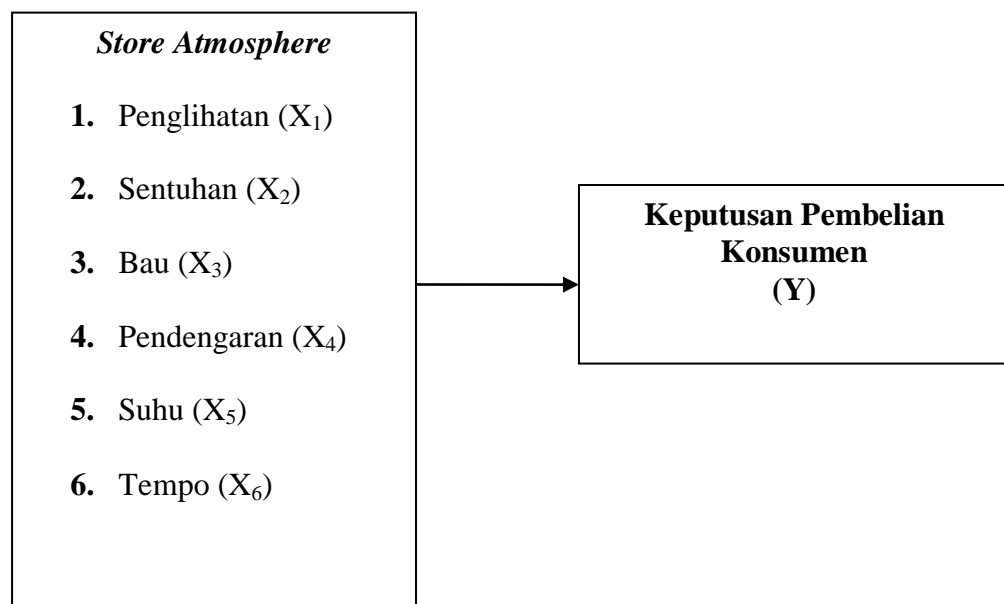 Store Atmosphere
1. Penglihatan (X₁)
2. Sentuhan (X₂)
3. Bau (X₃)
4. Pendengaran (X₄)
5. Suhu (X₅)
6. Tempo (X₆)
Keputusan Pembelian
Konsumen
(Y)